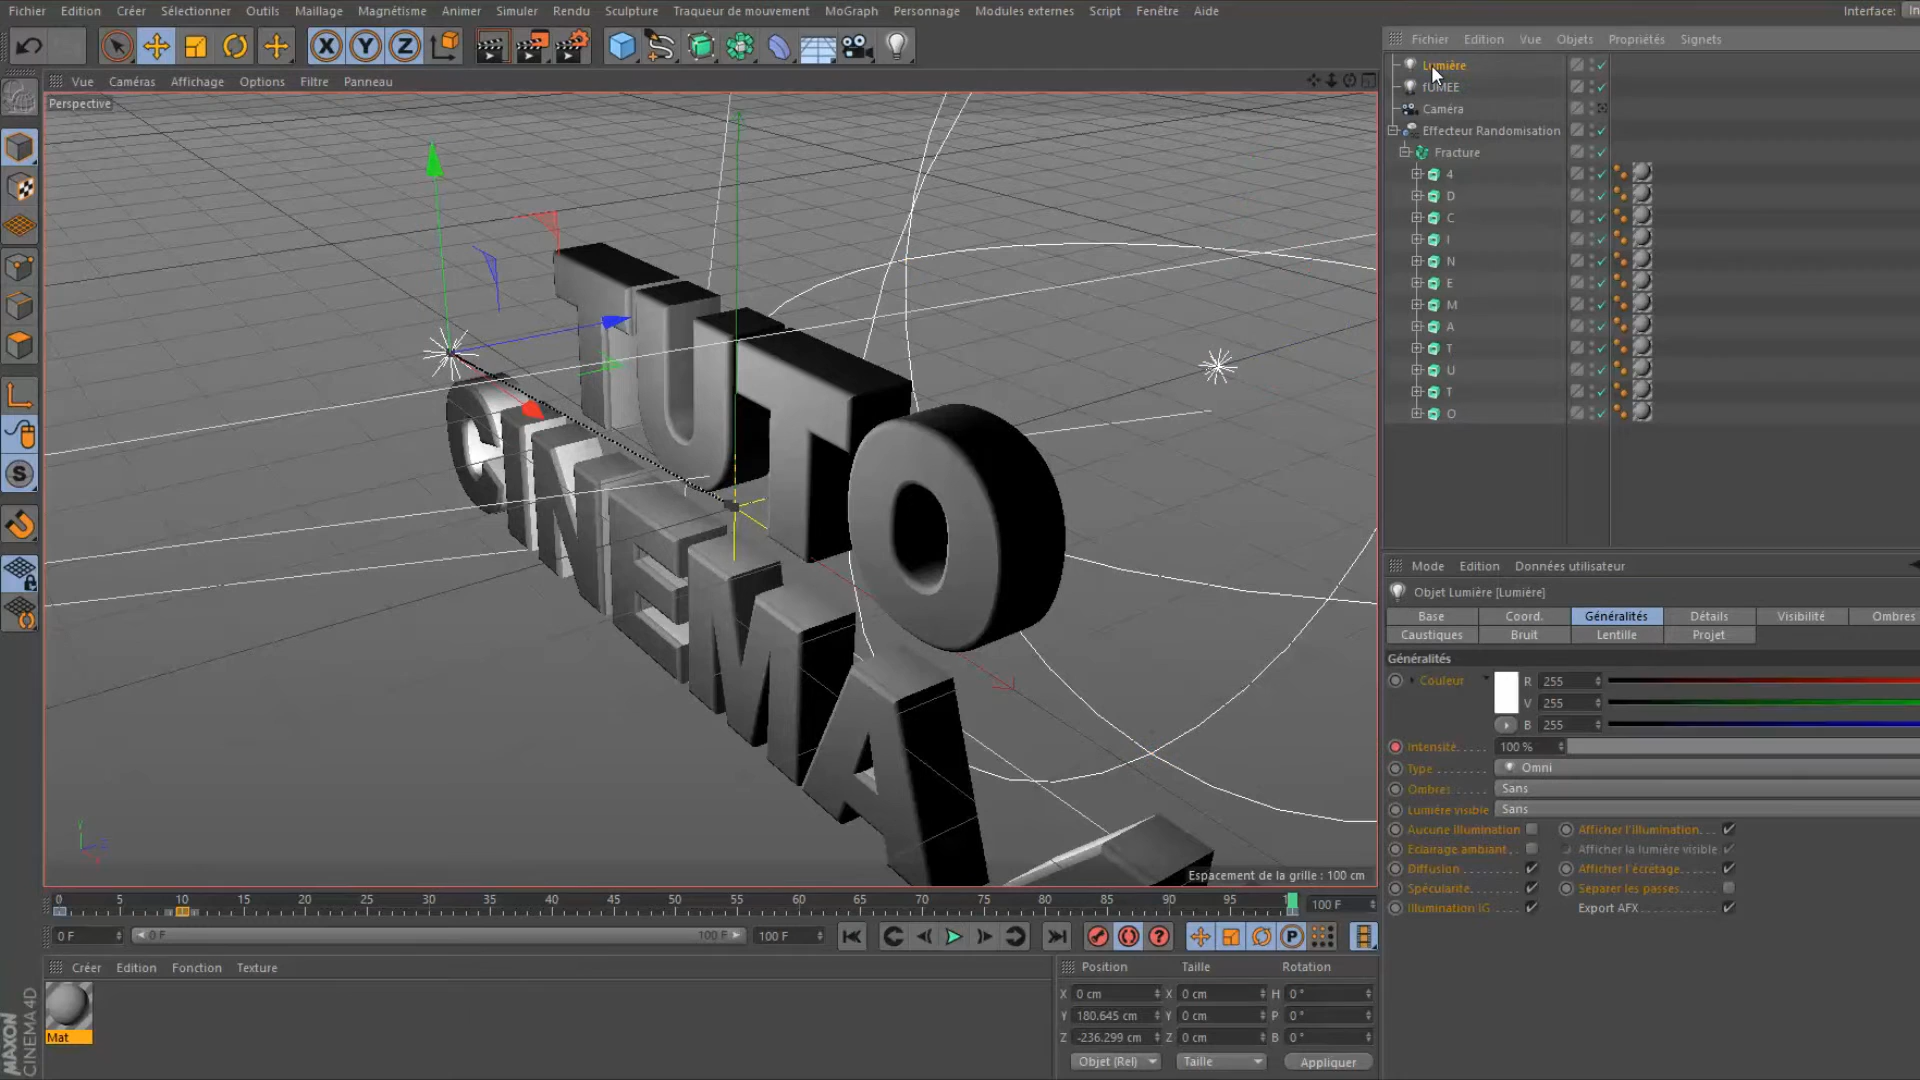 Fichier Edition Créer Sélectionner Outils Maillage Magnétisme Animer Simuler Rendu Sculpture Traqueur de mouvement MoGraph Personnage Modules externes Script Fenêtre Aide Interface: In
X Y Z
Fichier Edition Vue Objets Propriétés Signets
Vue Caméras Affichage Options Filtre Panneau
Perspective
Lumière
fUMEE
Caméra
Effecteur Randomisation
Fracture
4
D
C
I
N
E
M
A
T
U
T
O
TUTO
CINEMA
Espacement de la grille : 100 cm
Mode Edition Données utilisateur
Objet Lumière [Lumière]
Base Coord. Généralités Détails Visibilité Ombres
Caustiques Bruit Lentille Projet
Généralités
Couleur R 255
V 255
B 255
Intensité 100 %
Type Omni
Ombres Sans
Lumière visible Sans
Aucune illumination Afficher l'illumination
Eclairage ambiant Afficher la lumière visible
Diffusion Afficher l'écrêtage
Spécularité Séparer les passes
Illumination IG Export AFX
0 5 10 15 20 25 30 35 40 45 50 55 60 65 70 75 80 85 90 95 100 F
0 F 0 F 100 F 100 F
Créer Edition Fonction Texture
Mat
MAXON CINEMA 4D
Position Taille Rotation
X 0 cm X 0 cm H 0 °
Y 180.645 cm Y 0 cm P 0 °
Z -236.299 cm Z 0 cm B 0 °
Objet (Rel) Taille Appliquer